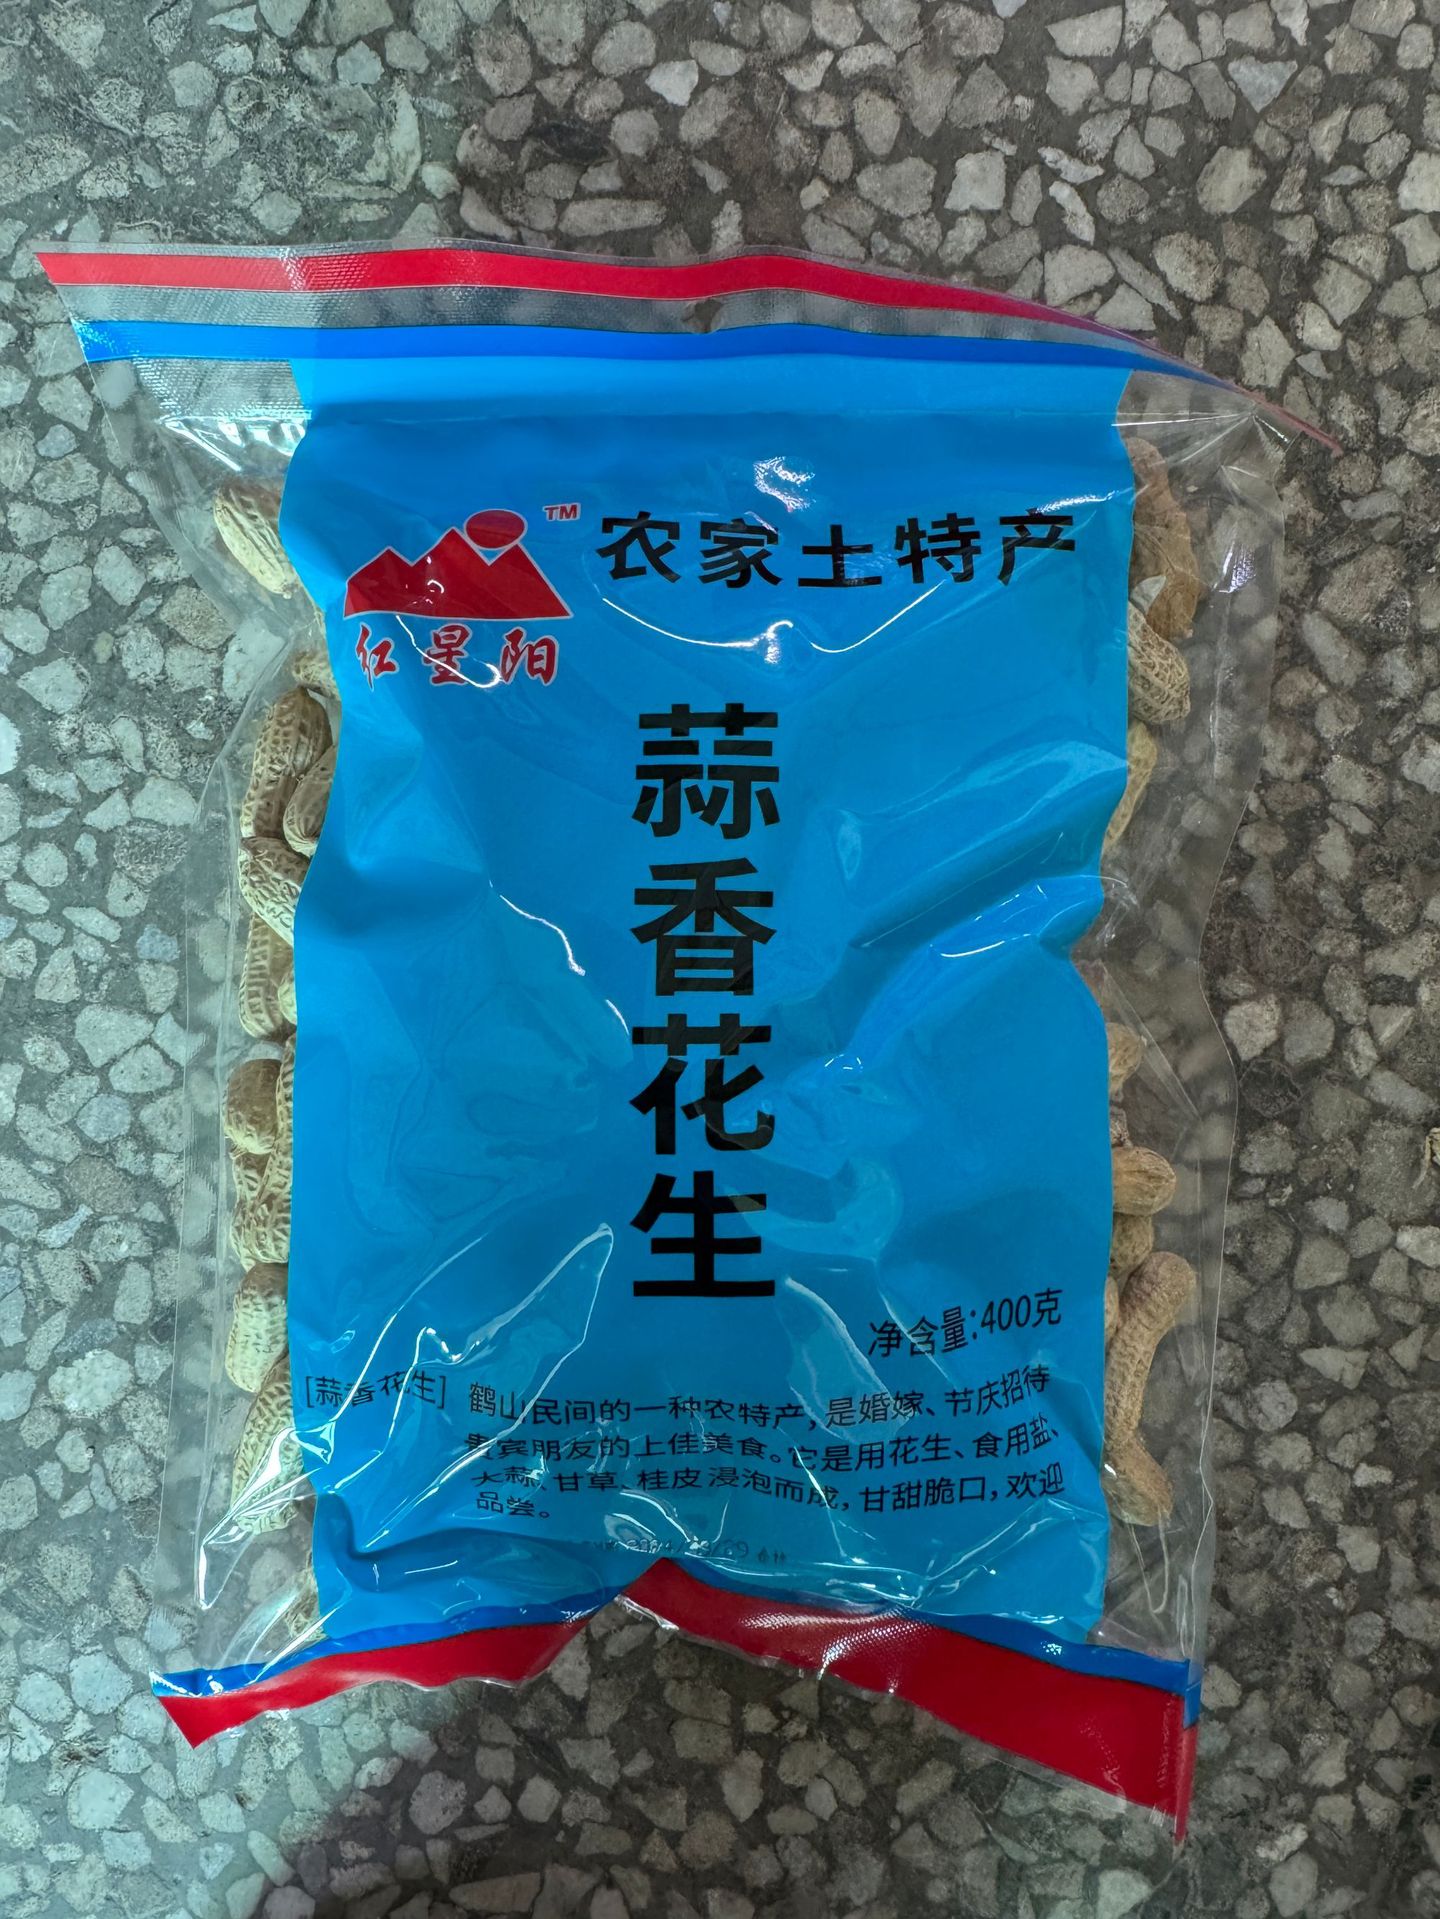 TM
农家土特产
红星阳
蒜香花生
净含量:400克
[蒜香花生] 鹤山民间的一种农特产,是婚嫁、节庆招待
贵宾朋友的上佳美食。它是用花生、食用盐、
大蒜、甘草、桂皮浸泡而成,甘甜脆口,欢迎
品尝。